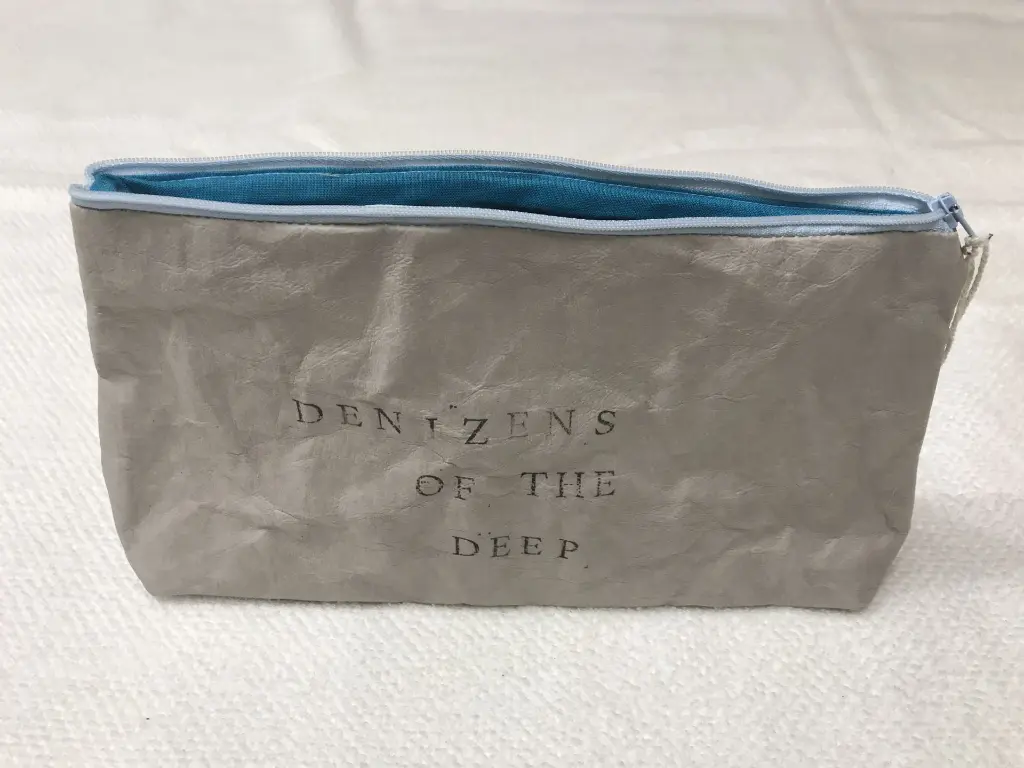 DENIZENS
OF THE
DEEP